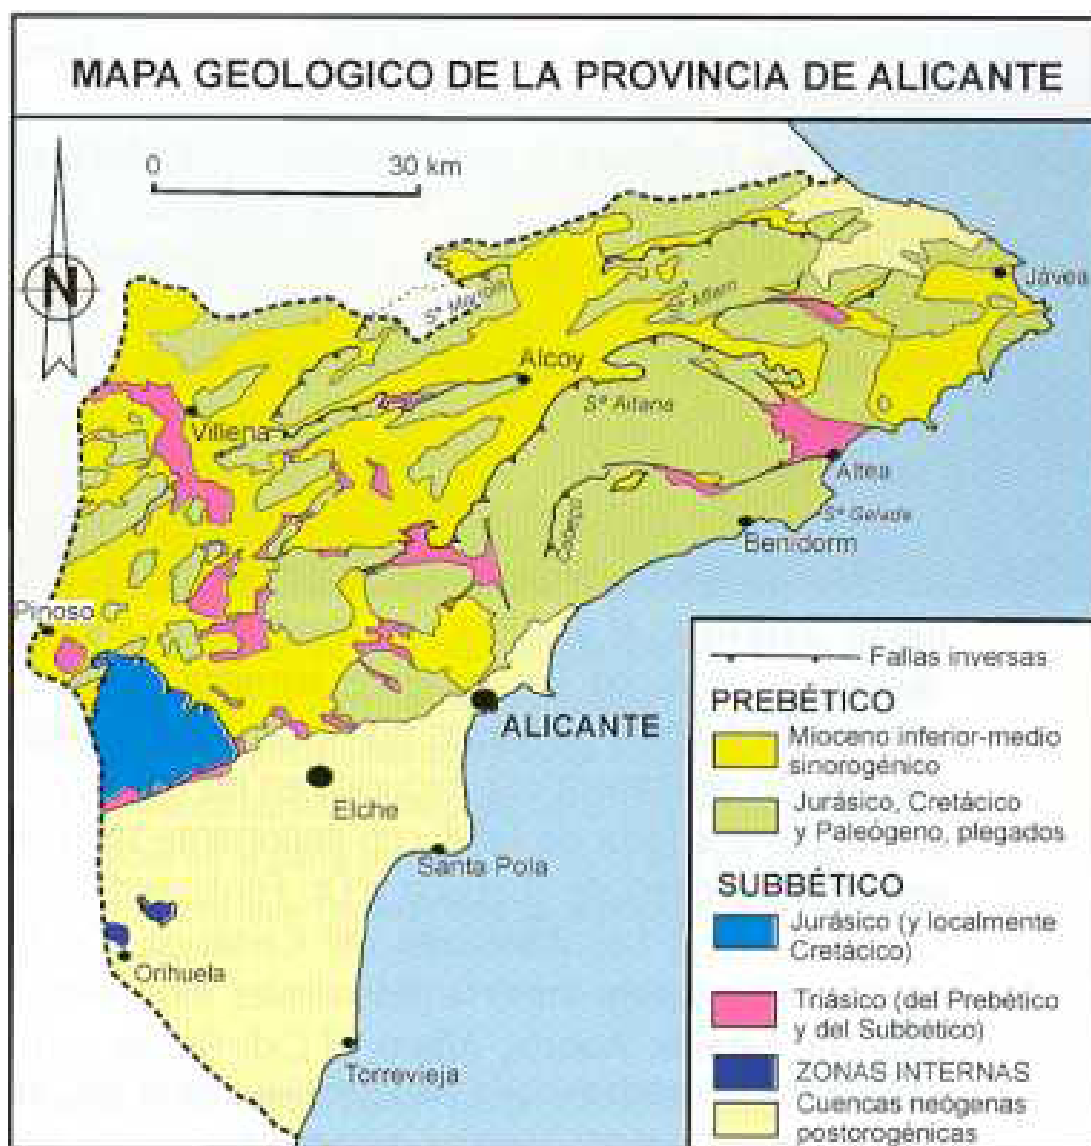 MAPA GEOLOGICO DE LA PROVINCIA DE ALICANTE
0 30 km
N
Jávea
Sª Mariola
Alcoy
Sª Aitana
Villena
Altea
Sª Gelada
Benidorm
Pinoso
ALICANTE
Elche
Santa Pola
Orihuela
Torrevieja
Fallas inversas
PREBÉTICO
Mioceno inferior-medio
sinorogénico
Jurásico, Cretácico
y Paleógeno, plegados
SUBBÉTICO
Jurásico (y localmente
Cretácico)
Triásico (del Prebético
y del Subbético)
ZONAS INTERNAS
Cuencas neógenas
postorogénicas